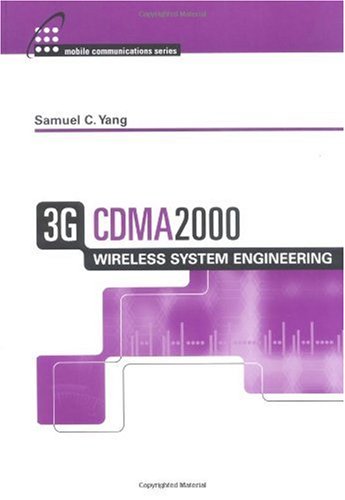 mobile communications series
Samuel C. Yang
3G CDMA2000
WIRELESS SYSTEM ENGINEERING
Copyrighted Material
Copyrighted Material